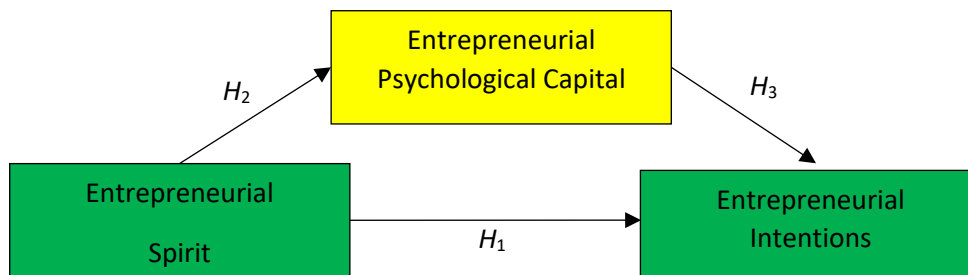 Entrepreneurial
Psychological Capital
H2
H3
Entrepreneurial
Spirit
H1
Entrepreneurial
Intentions